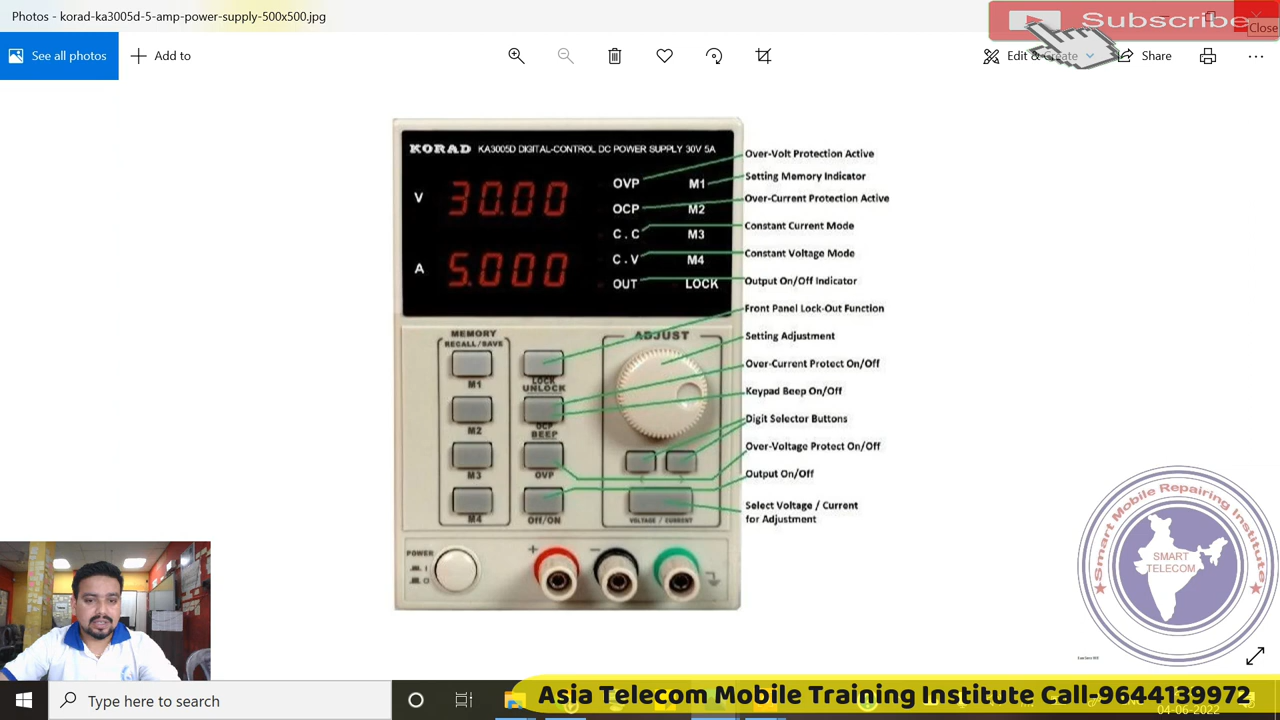 Photos - korad-ka3005d-5-amp-power-supply-500x500.jpg
Subscribe
Close
See all photos
Add to
Edit & Create
Share
KORAD KA3005D DIGITAL-CONTROL DC POWER SUPPLY 30V 5A
V
30.00
A
5.000
OVP
M1
OCP
M2
C.C
M3
C.V
M4
OUT
LOCK
Over-Volt Protection Active
Setting Memory Indicator
Over-Current Protection Active
Constant Current Mode
Constant Voltage Mode
Output On/Off Indicator
Front Panel Lock-Out Function
Setting Adjustment
Over-Current Protect On/Off
Keypad Beep On/Off
Digit Selector Buttons
Over-Voltage Protect On/Off
Output On/Off
Select Voltage / Current
for Adjustment
MEMORY
RECALL/SAVE
M1
M2
M3
M4
LOCK
UNLOCK
OCP
BEEP
OVP
Off/ON
ADJUST
VOLTAGE / CURRENT
POWER
+
−
Smart Mobile Repairing Institute
SMART
TELECOM
Type here to search
Asia Telecom Mobile Training Institute Call-9644139972
04-06-2022